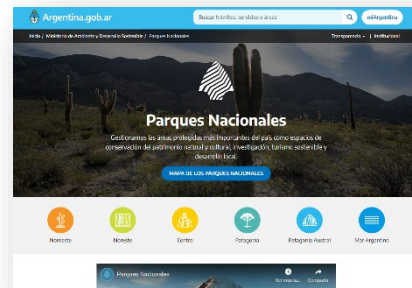 Argentina.gob.ar
Buscar trámites, servicios o áreas
miArgentina
Inicio / Ministerio de Ambiente y Desarrollo Sostenible / Parques Nacionales
Transparencia
Institucional
Parques Nacionales
Gestionamos las áreas protegidas más importantes del país como espacios de
conservación del patrimonio natural y cultural, investigación, turismo sostenible y
desarrollo local.
MAPA DE LOS PARQUES NACIONALES
Noroeste
Noreste
Centro
Patagonia
Patagonia Austral
Mar Argentino
Parques Nacionales
Ver más ta...
Compartir